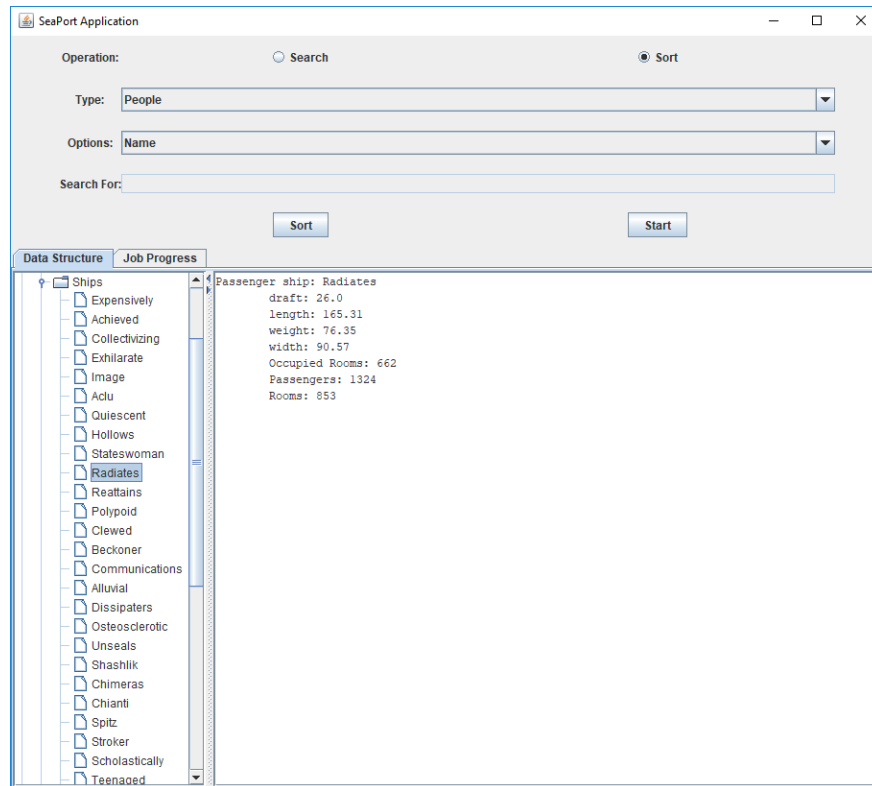 SeaPort Application
Operation: Search Sort
Type: People
Options: Name
Search For:
Sort Start
Data Structure Job Progress
Ships
Expensively
Achieved
Collectivizing
Exhilarate
Image
Aclu
Quiescent
Hollows
Stateswoman
Radiates
Reattains
Polypoid
Clewed
Beckoner
Communications
Alluvial
Dissipaters
Osteosclerotic
Unseals
Shashlik
Chimeras
Chianti
Spitz
Stroker
Scholastically
Teenaged
Passenger ship: Radiates
draft: 26.0
length: 165.31
weight: 76.35
width: 90.57
Occupied Rooms: 662
Passengers: 1324
Rooms: 853